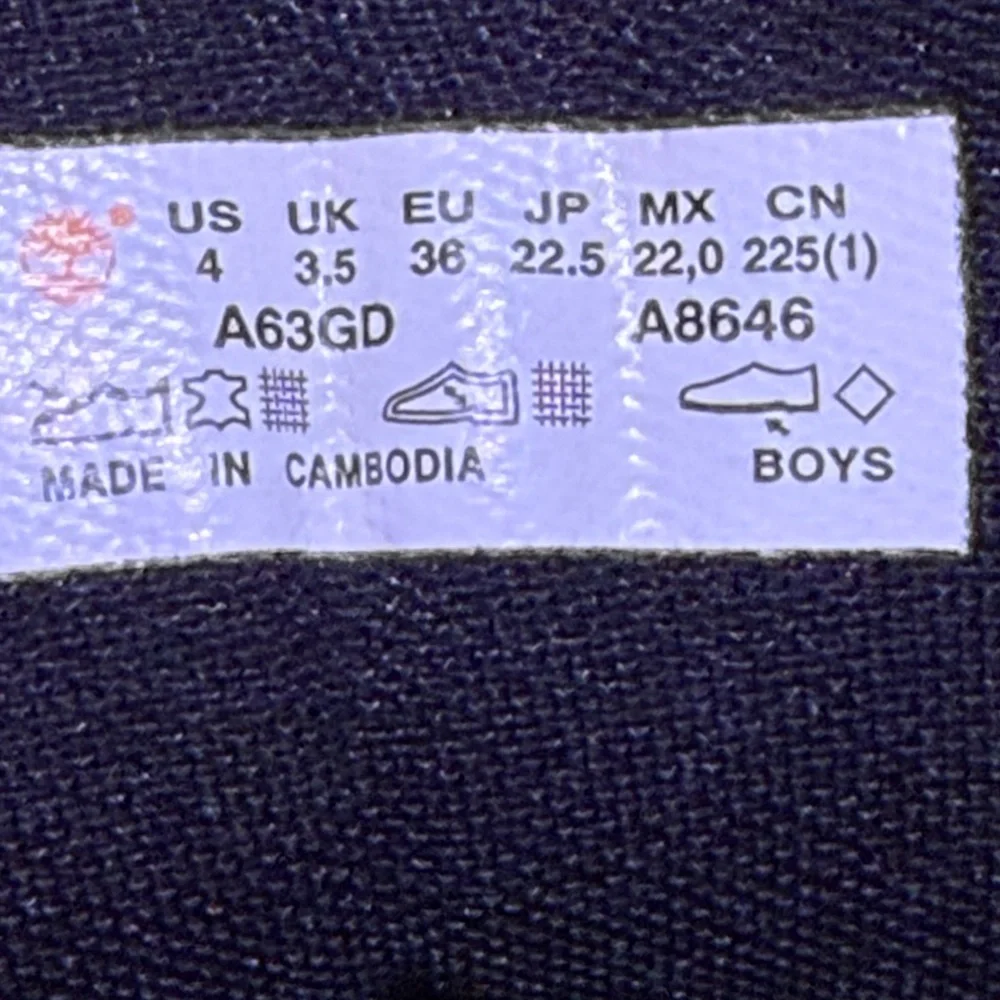 US UK EU JP MX CN
4 3,5 36 22.5 22,0 225(1)
A63GD A8646
MADE IN CAMBODIA BOYS